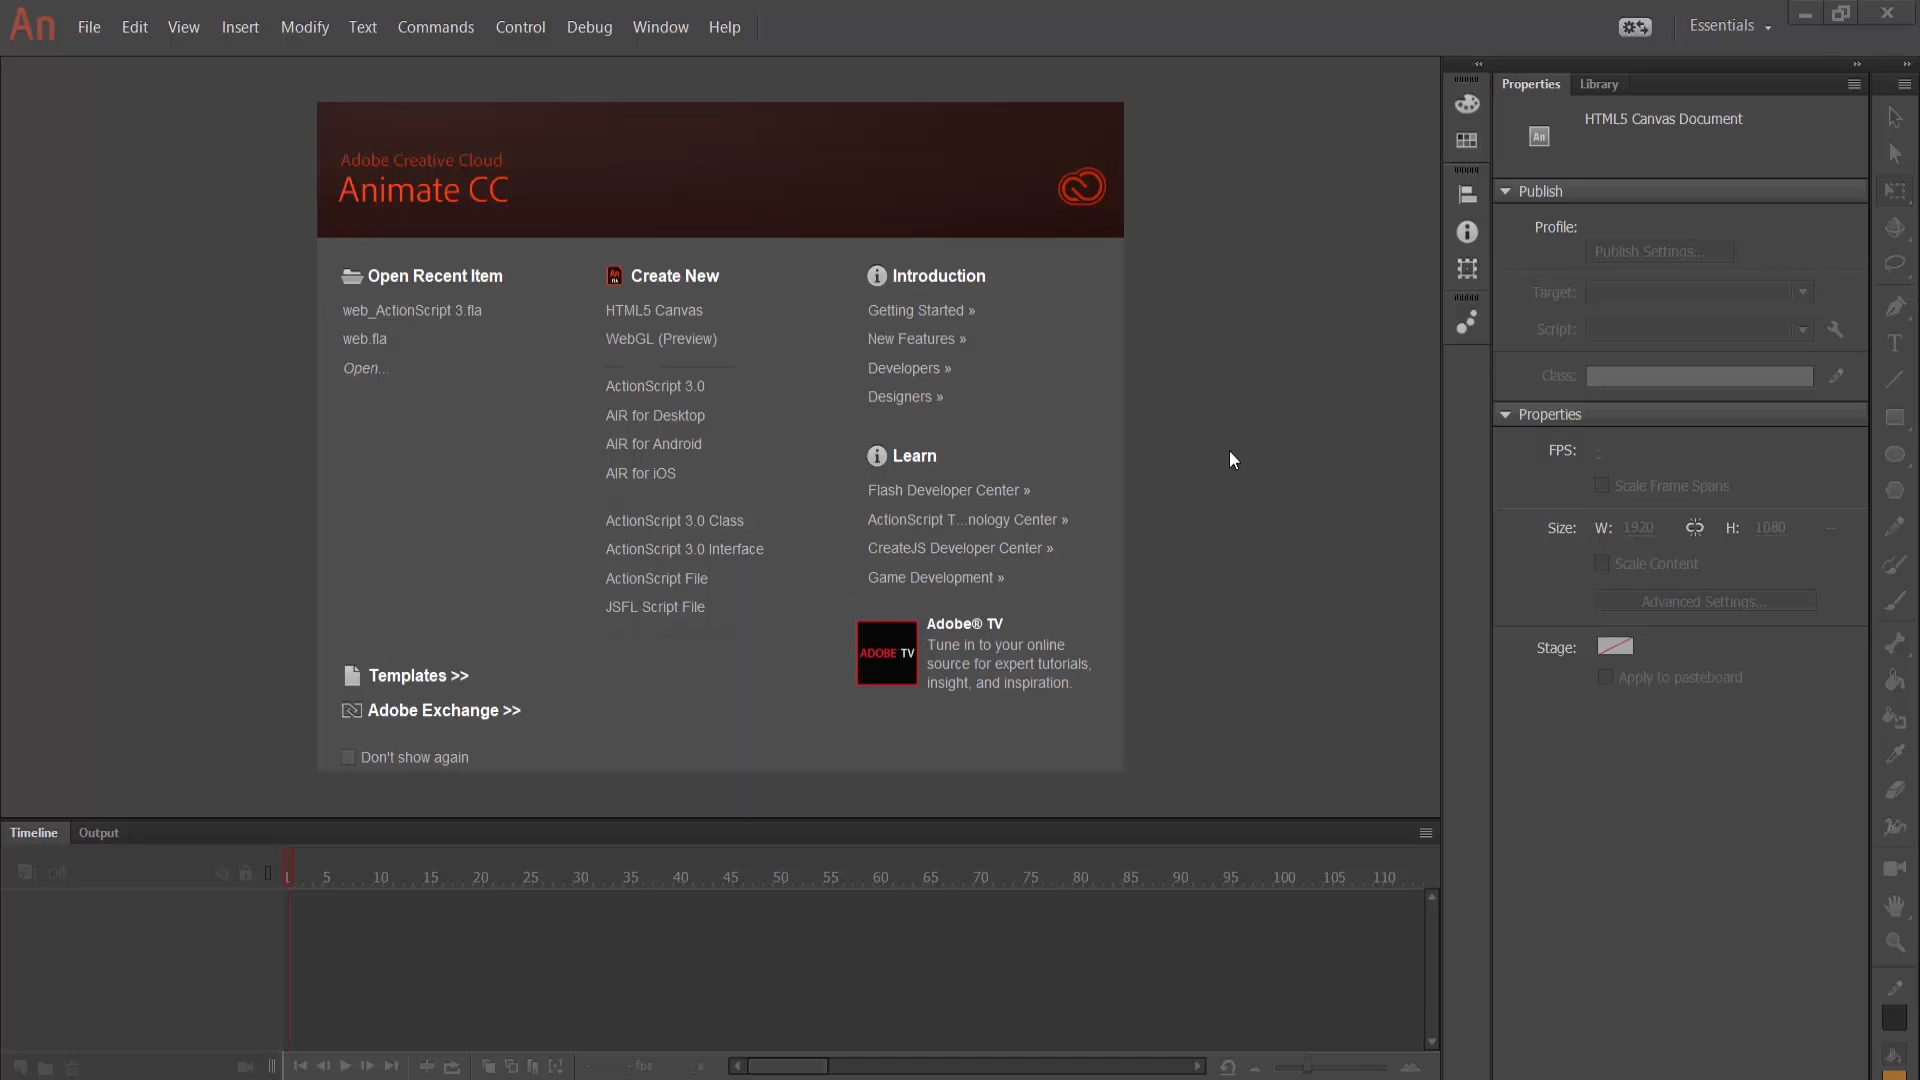 An File Edit View Insert Modify Text Commands Control Debug Window Help Essentials
Adobe Creative Cloud
Animate CC
Open Recent Item
web_ActionScript 3.fla
web.fla
Open...
Templates >>
Adobe Exchange >>
Don't show again
Create New
HTML5 Canvas
WebGL (Preview)
ActionScript 3.0
AIR for Desktop
AIR for Android
AIR for iOS
ActionScript 3.0 Class
ActionScript 3.0 Interface
ActionScript File
JSFL Script File
Introduction
Getting Started »
New Features »
Developers »
Designers »
Learn
Flash Developer Center »
ActionScript T...nology Center »
CreateJS Developer Center »
Game Development »
ADOBE TV
Adobe® TV
Tune in to your online
source for expert tutorials,
insight, and inspiration.
Properties Library
An
HTML5 Canvas Document
Publish
Profile:
Publish Settings...
Target:
Script:
Class:
Properties
FPS: -
Scale Frame Spans
Size: W: 1920 H: 1080
Scale Content
Advanced Settings...
Stage:
Apply to pasteboard
Timeline Output
Off
1 5 10 15 20 25 30 35 40 45 50 55 60 65 70 75 80 85 90 95 100 105 110
- - fps - s